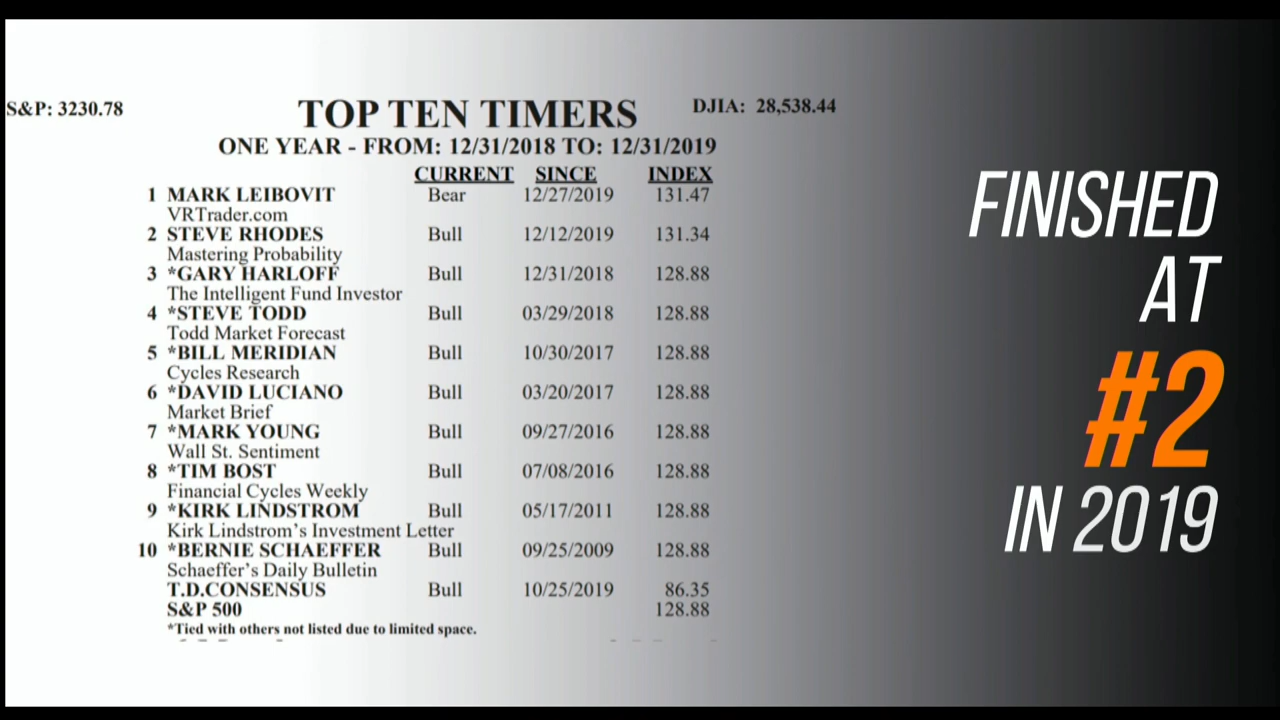 S&P: 3230.78
TOP TEN TIMERS
DJIA: 28,538.44
ONE YEAR - FROM: 12/31/2018 TO: 12/31/2019
CURRENT SINCE INDEX
1 MARK LEIBOVIT Bear 12/27/2019 131.47
VRTrader.com
2 STEVE RHODES Bull 12/12/2019 131.34
Mastering Probability
3 *GARY HARLOFF Bull 12/31/2018 128.88
The Intelligent Fund Investor
4 *STEVE TODD Bull 03/29/2018 128.88
Todd Market Forecast
5 *BILL MERIDIAN Bull 10/30/2017 128.88
Cycles Research
6 *DAVID LUCIANO Bull 03/20/2017 128.88
Market Brief
7 *MARK YOUNG Bull 09/27/2016 128.88
Wall St. Sentiment
8 *TIM BOST Bull 07/08/2016 128.88
Financial Cycles Weekly
9 *KIRK LINDSTROM Bull 05/17/2011 128.88
Kirk Lindstrom's Investment Letter
10 *BERNIE SCHAEFFER Bull 09/25/2009 128.88
Schaeffer's Daily Bulletin
T.D.CONSENSUS Bull 10/25/2019 86.35
S&P 500 128.88
*Tied with others not listed due to limited space.
FINISHED
AT
#2
IN 2019